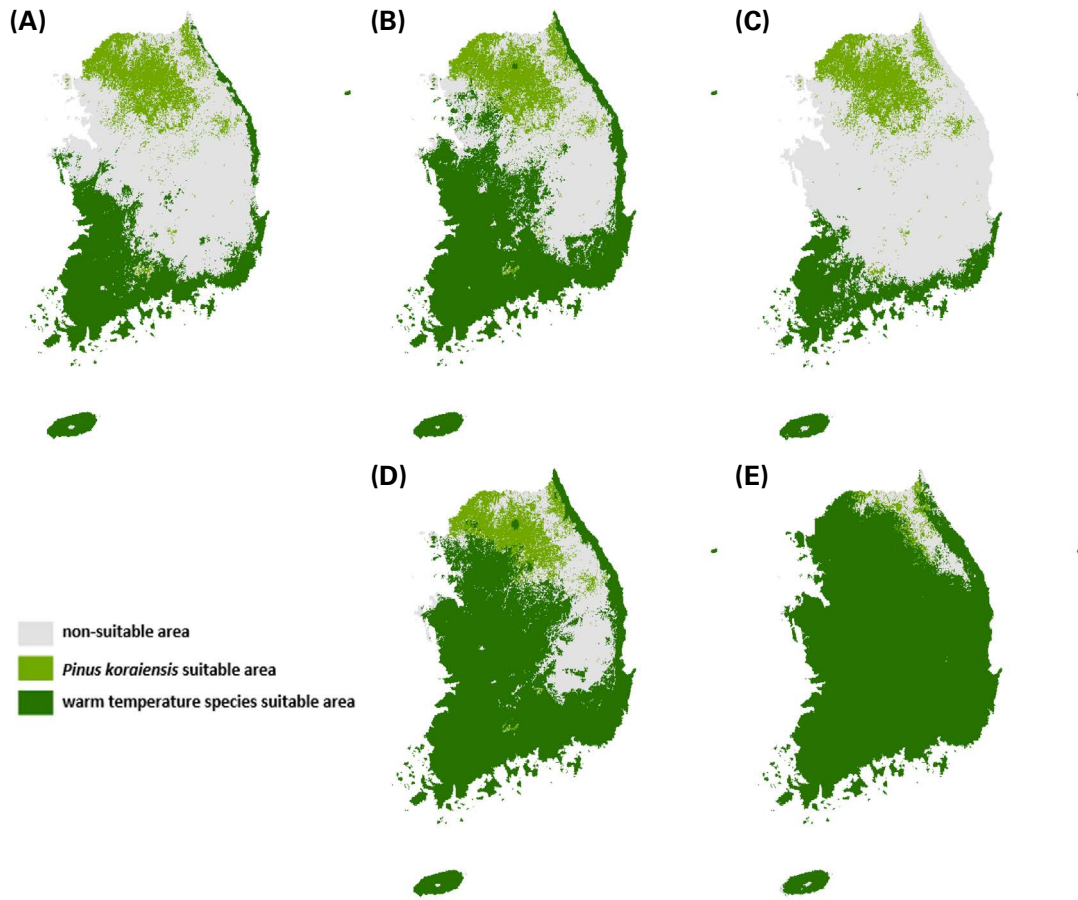 (A)
(B)
(C)
(D)
(E)
non-suitable area
Pinus koraiensis suitable area
warm temperature species suitable area